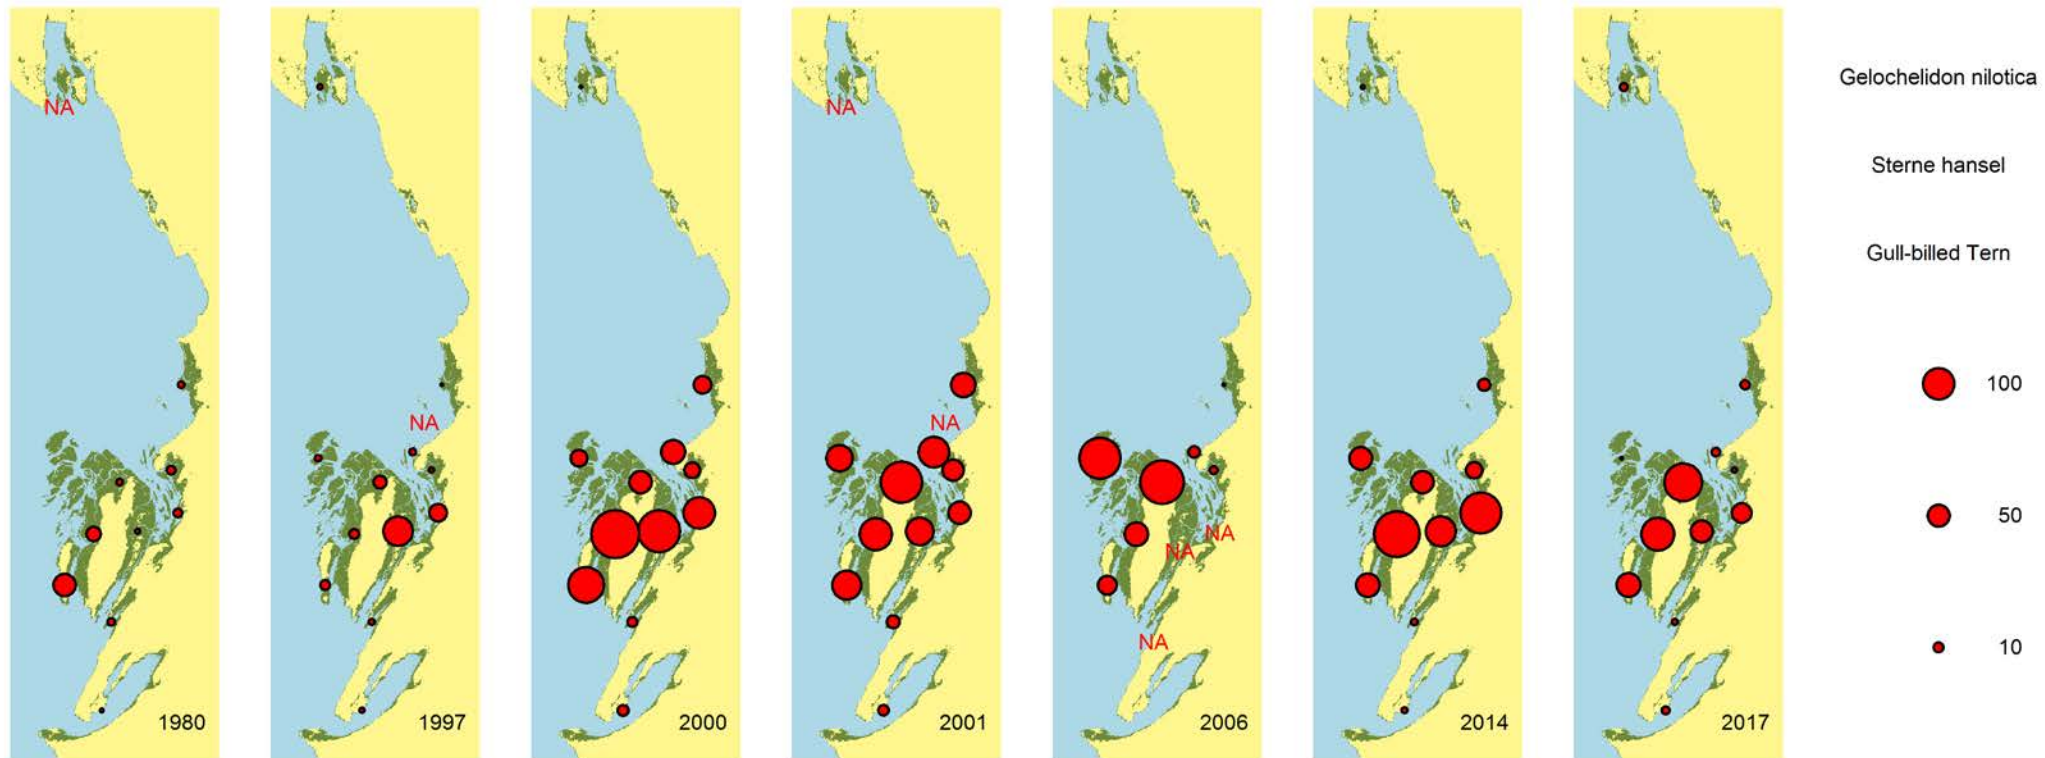 Gelochelidon nilotica
Sterne hansel
Gull-billed Tern
100
50
10
NA
1980
NA
1997
2000
NA
NA
2001
NA
NA
NA
2006
2014
2017